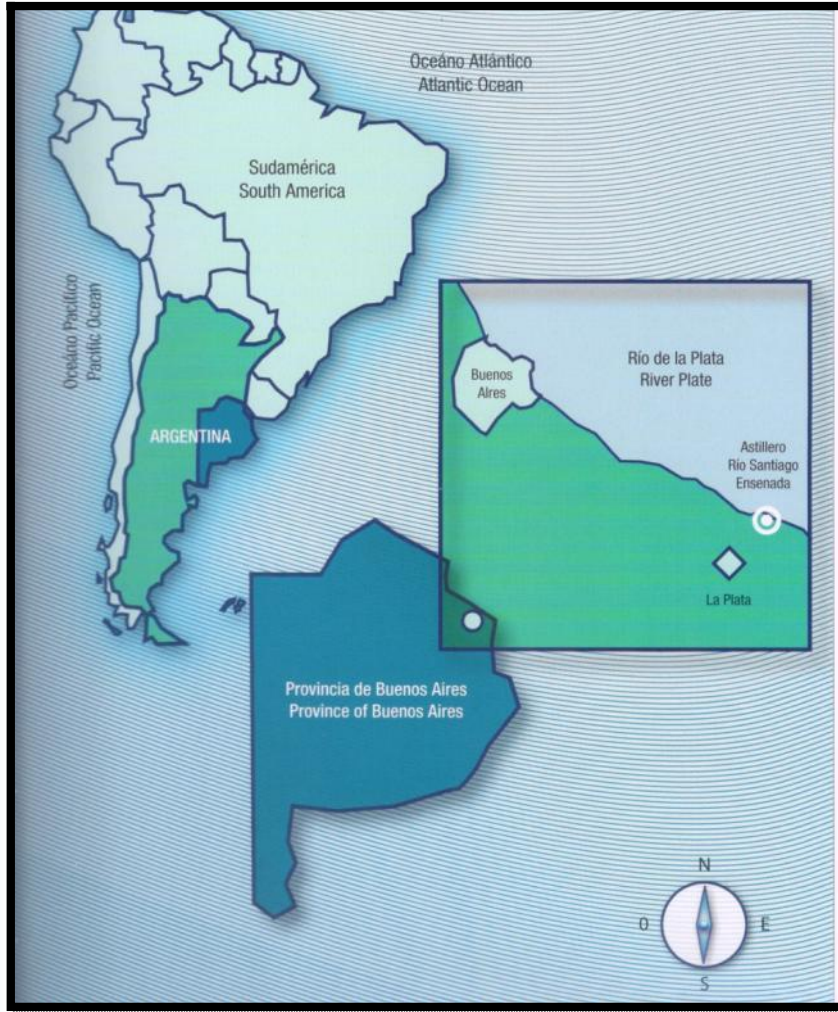 Océano Atlántico
Atlantic Ocean
Sudamérica
South America
Océano Pacífico
Pacific Ocean
ARGENTINA
Buenos
Aires
Río de la Plata
River Plate
Astillero
Río Santiago
Ensenada
La Plata
Provincia de Buenos Aires
Province of Buenos Aires
N
O
E
S